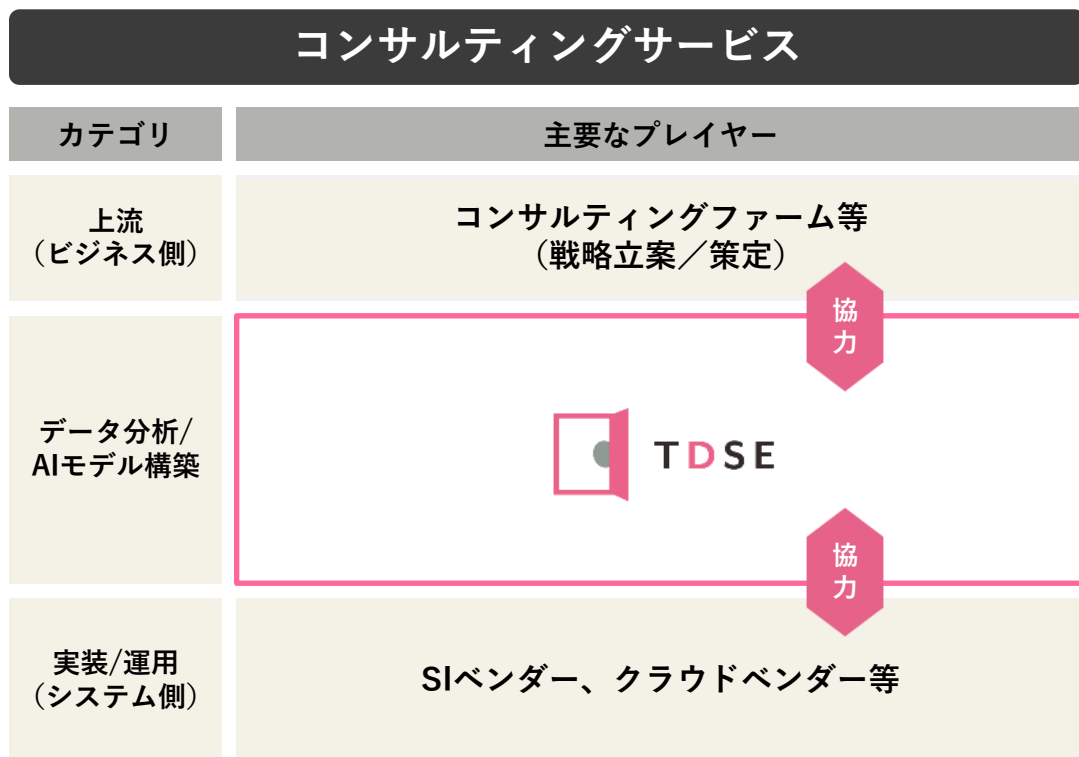 コンサルティングサービス
カテゴリ
主要なプレイヤー
上流
（ビジネス側）
コンサルティングファーム等
（戦略立案／策定）
協
力
データ分析/
AIモデル構築
TDSE
協
力
実装/運用
（システム側）
SIベンダー、クラウドベンダー等